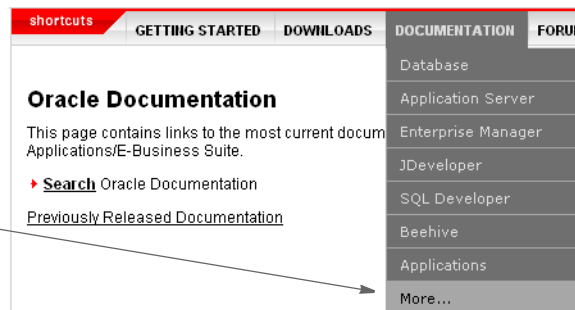 shortcuts GETTING STARTED DOWNLOADS DOCUMENTATION FORU
Database
Oracle Documentation Application Server
This page contains links to the most current docum Enterprise Manager
Applications/E-Business Suite.
JDeveloper
Search Oracle Documentation
SQL Developer
Previously Released Documentation
Beehive
Applications
More...